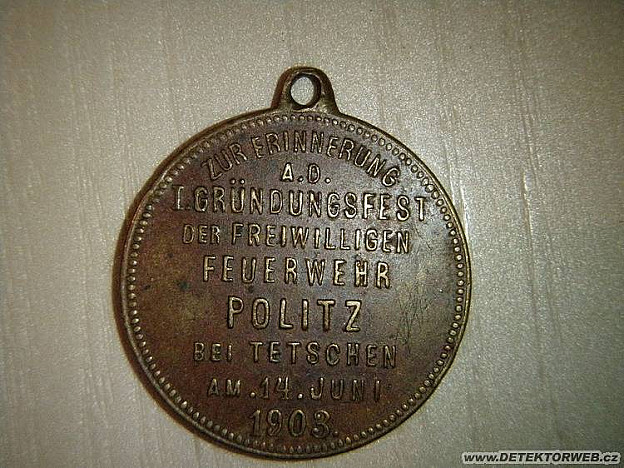 ZUR ERINNERUNG
A.D.
I.GRÜNDUNGSFEST
DER FREIWILLIGEN
FEUERWEHR
POLITZ
BEI TETSCHEN
AM.14.JUNI
1903.
www.DETEKTORWEB.cz